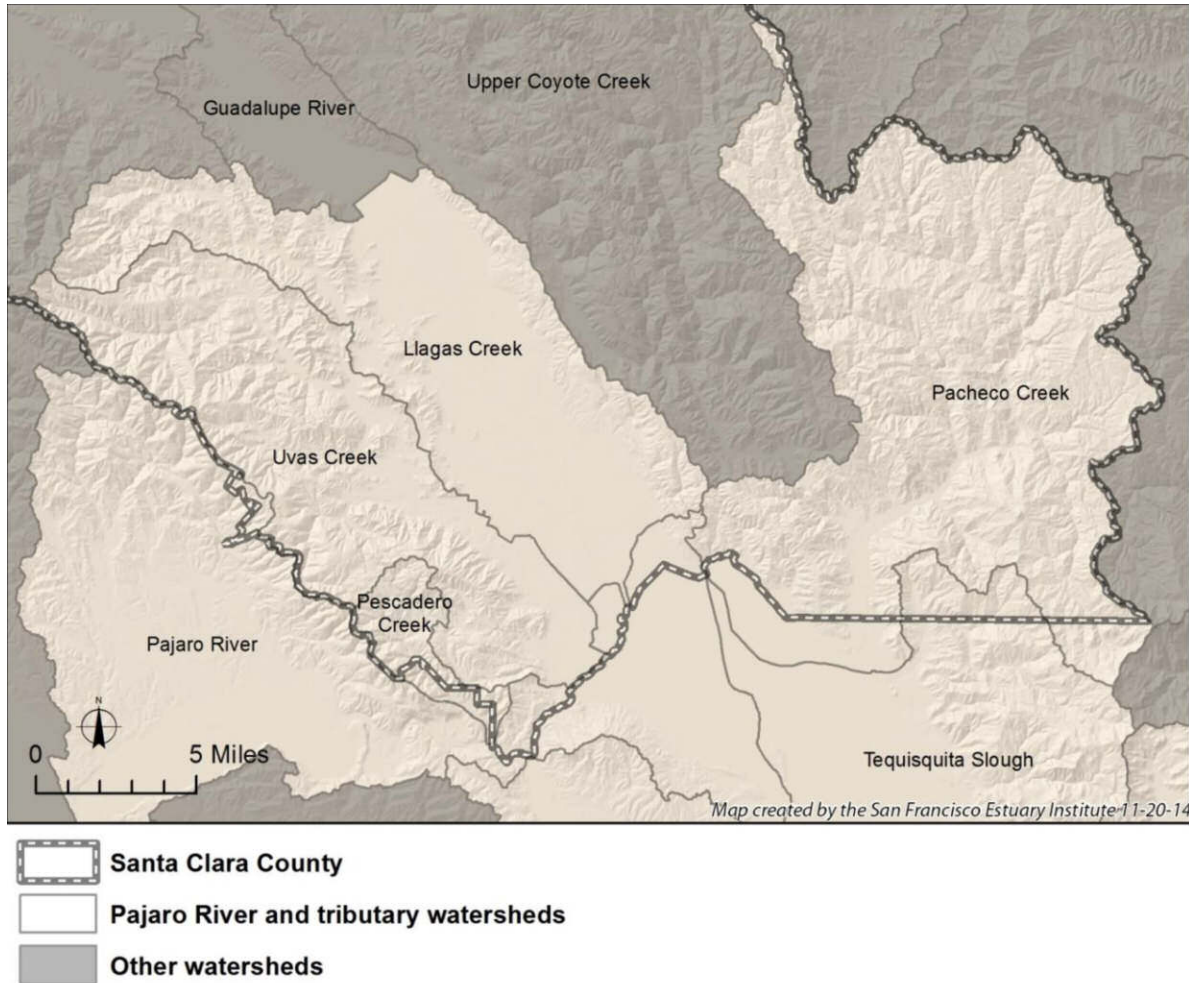 Upper Coyote Creek
Guadalupe River
Llagas Creek
Pacheco Creek
Uvas Creek
Pescadero
Creek
Pajaro River
N
0 5 Miles
Tequisquita Slough
Map created by the San Francisco Estuary Institute 11-20-14
Santa Clara County
Pajaro River and tributary watersheds
Other watersheds